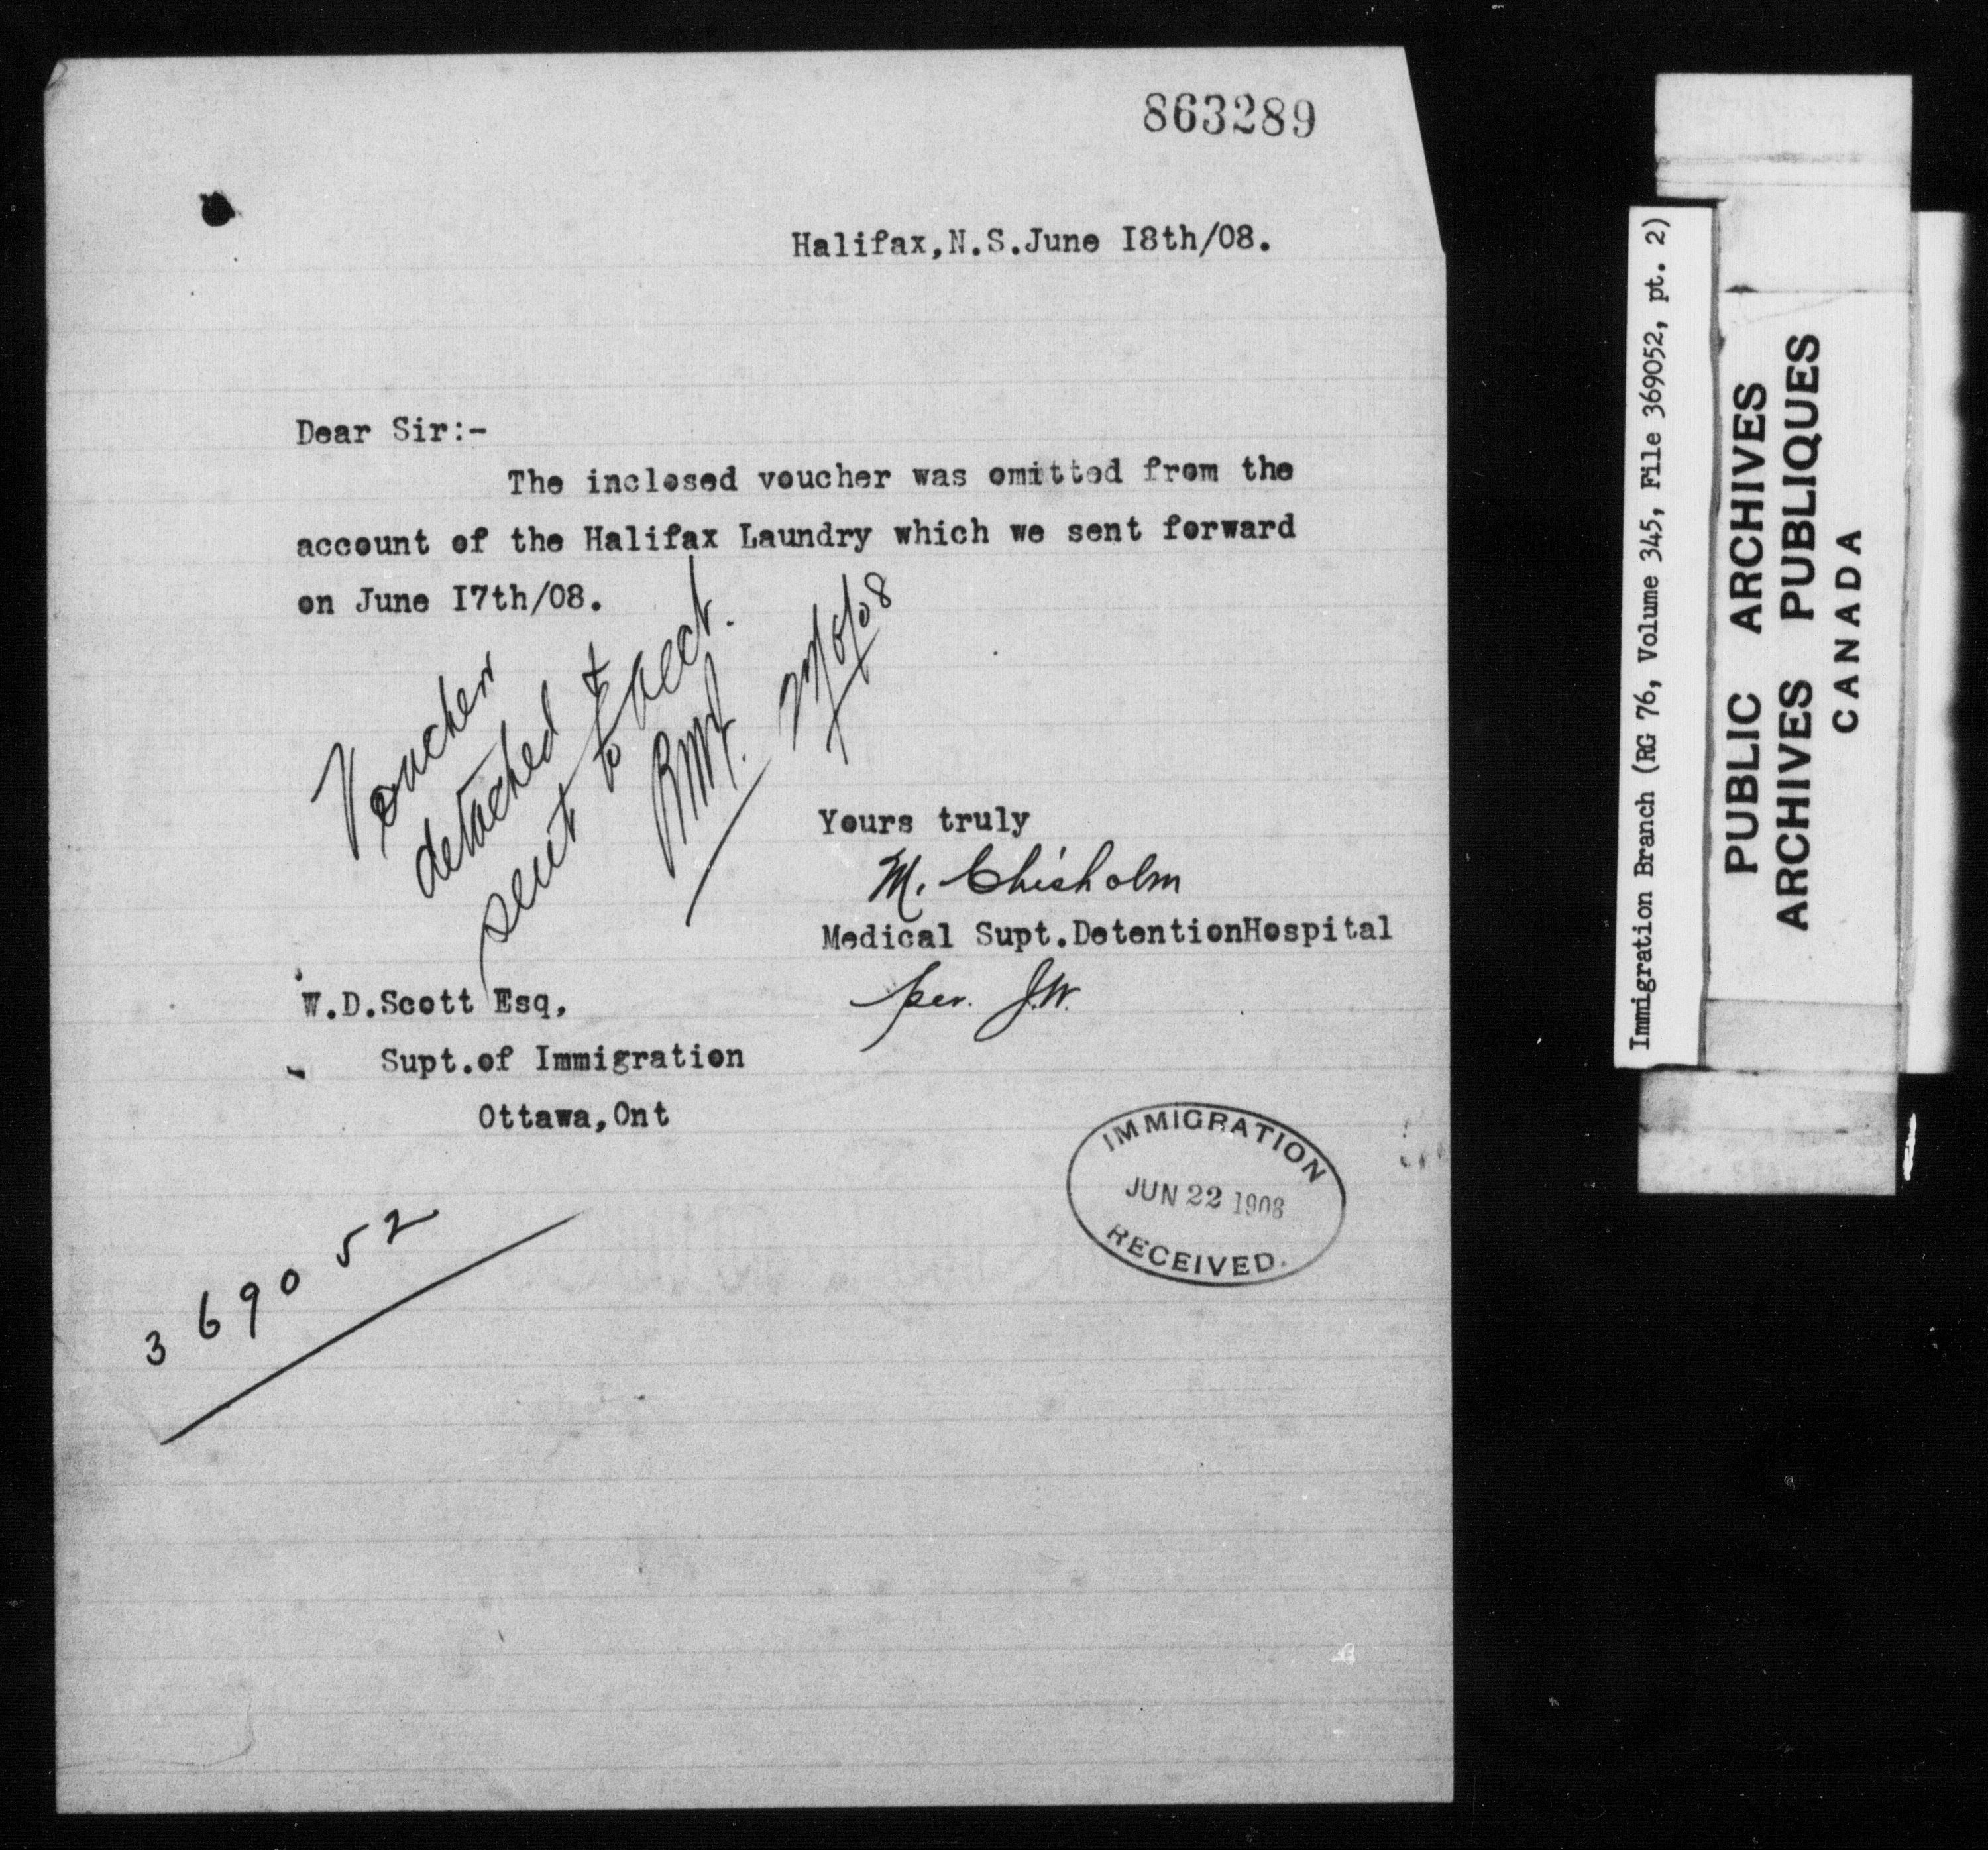 863289
Halifax,N.S.June I8th/08.
Dear Sir:-
The inclosed voucher was omitted from the
account of the Halifax Laundry which we sent forward
on June I7th/08.
Voucher
detached &
sent to acct.
Yours truly
M. Chisholm
Medical Supt.DetentionHospital
per. J.W.
W.D.Scott Esq,
Supt.of Immigration
Ottawa,Ont
IMMIGRATION
JUN 22 1908
RECEIVED.
369052
Immigration Branch (RG 76, Volume 345, File 369052, pt. 2)
PUBLIC ARCHIVES
ARCHIVES PUBLIQUES
CANADA